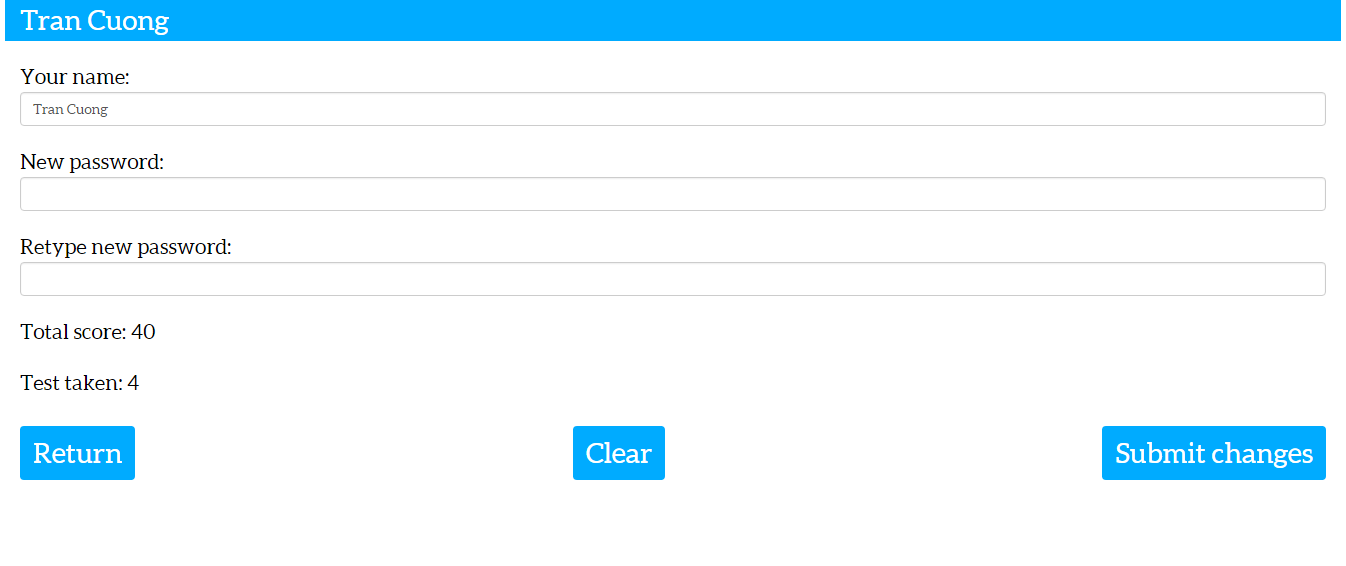 Tran Cuong
Your name:
Tran Cuong
New password:
Retype new password:
Total score: 40
Test taken: 4
Return
Clear
Submit changes